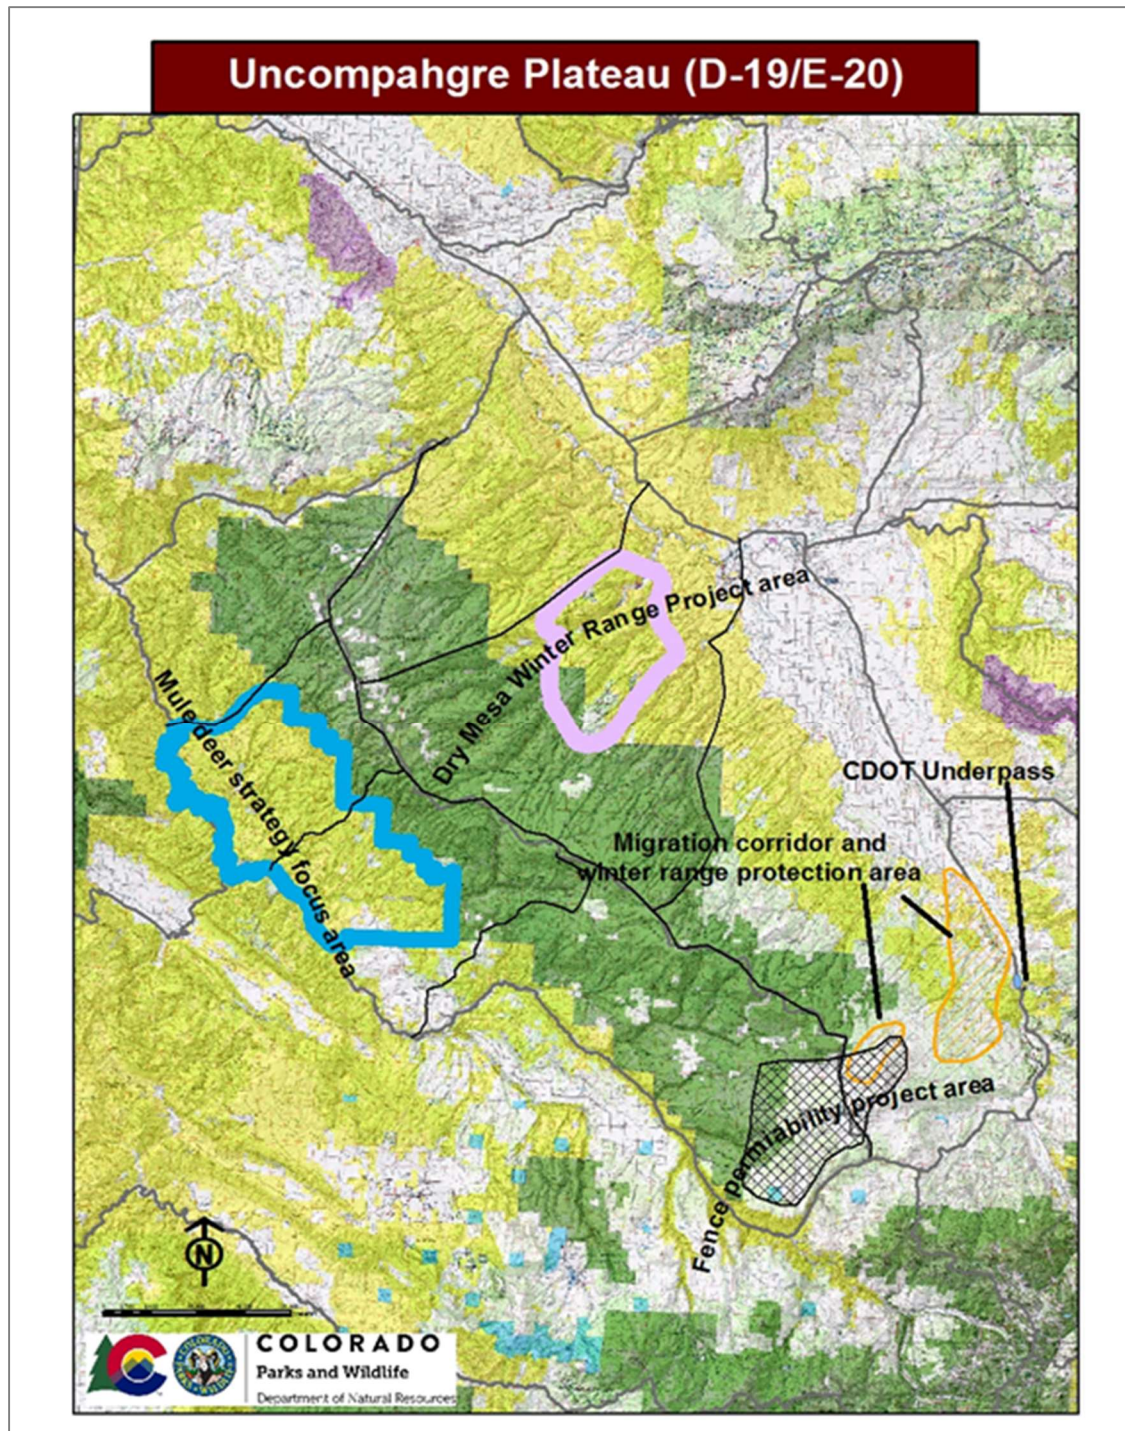 Uncompahgre Plateau (D-19/E-20)
Dry Mesa Winter Range Project area
Mule deer strategy focus area
CDOT Underpass
Migration corridor and
winter range protection area
Fence permiability project area
N
COLORADO
Parks and Wildlife
Department of Natural Resources